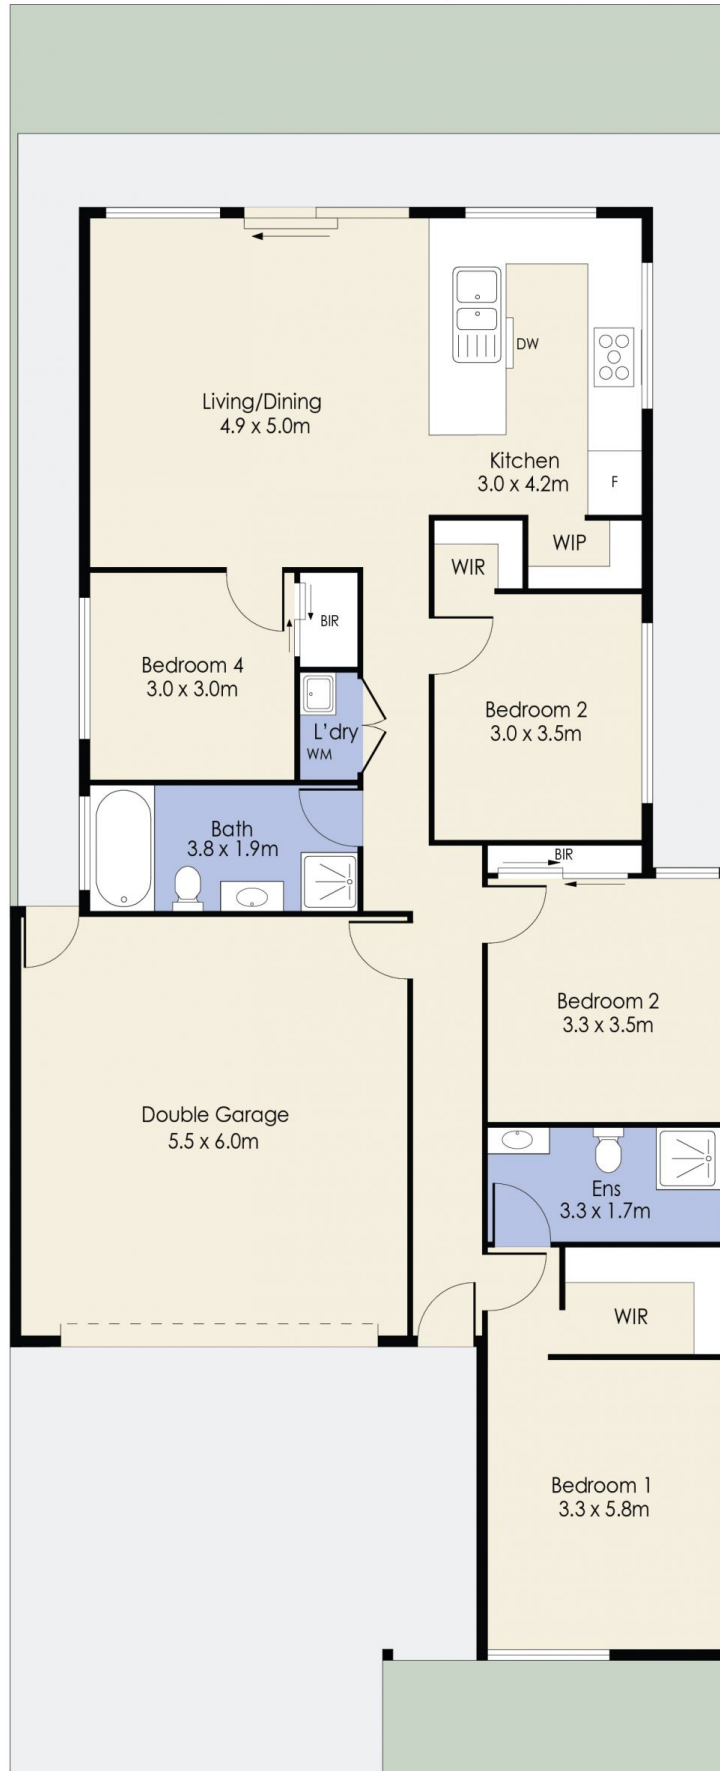 Living/Dining
4.9 x 5.0m
DW
Kitchen
3.0 x 4.2m
F
WIR
WIP
BIR
Bedroom 4
3.0 x 3.0m
L'dry
WM
Bedroom 2
3.0 x 3.5m
Bath
3.8 x 1.9m
BIR
Bedroom 2
3.3 x 3.5m
Double Garage
5.5 x 6.0m
Ens
3.3 x 1.7m
WIR
Bedroom 1
3.3 x 5.8m